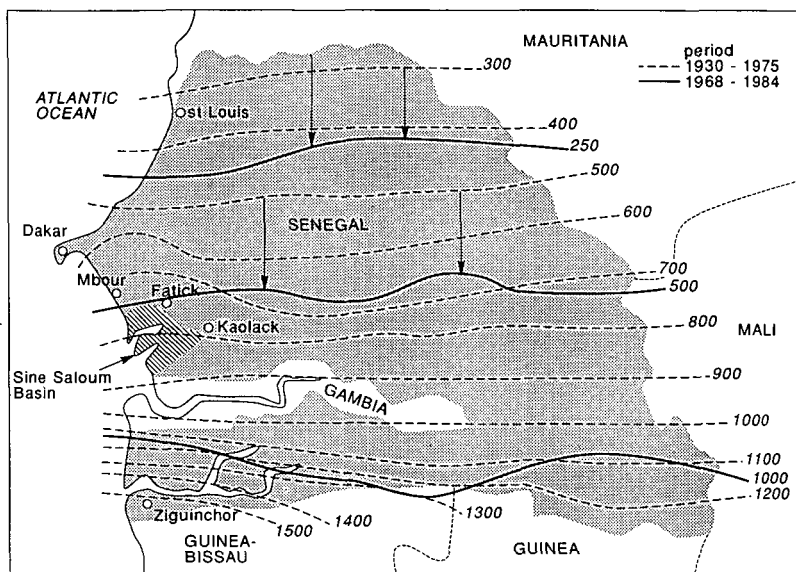 MAURITANIA
period
1930 - 1975
1968 - 1984
300
ATLANTIC
OCEAN
st Louis
400
250
500
SENEGAL
600
Dakar
Mbour
Fatick
700
500
Kaolack
800
MALI
Sine Saloum
Basin
900
GAMBIA
1000
1100
1000
1200
Ziguinchor
1500
1400
1300
GUINEA-
BISSAU
GUINEA